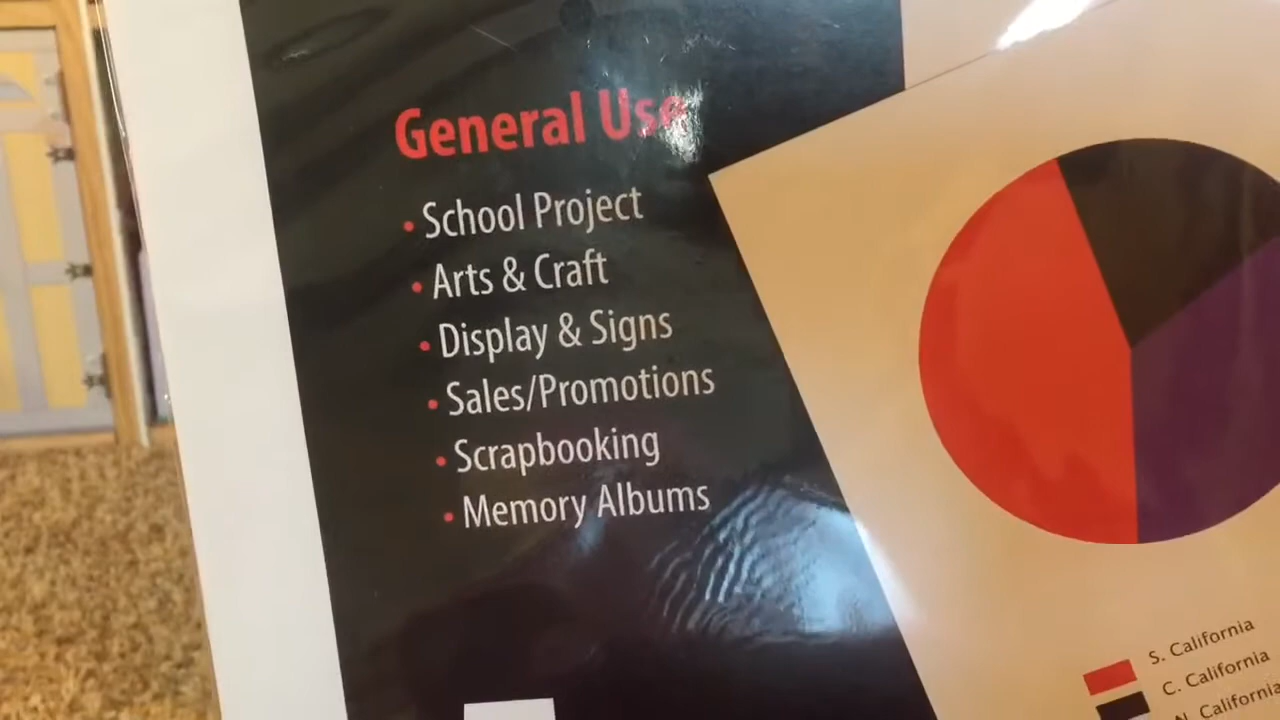 General Use
• School Project
• Arts & Craft
• Display & Signs
• Sales/Promotions
• Scrapbooking
• Memory Albums
S. California
C. California
N. California